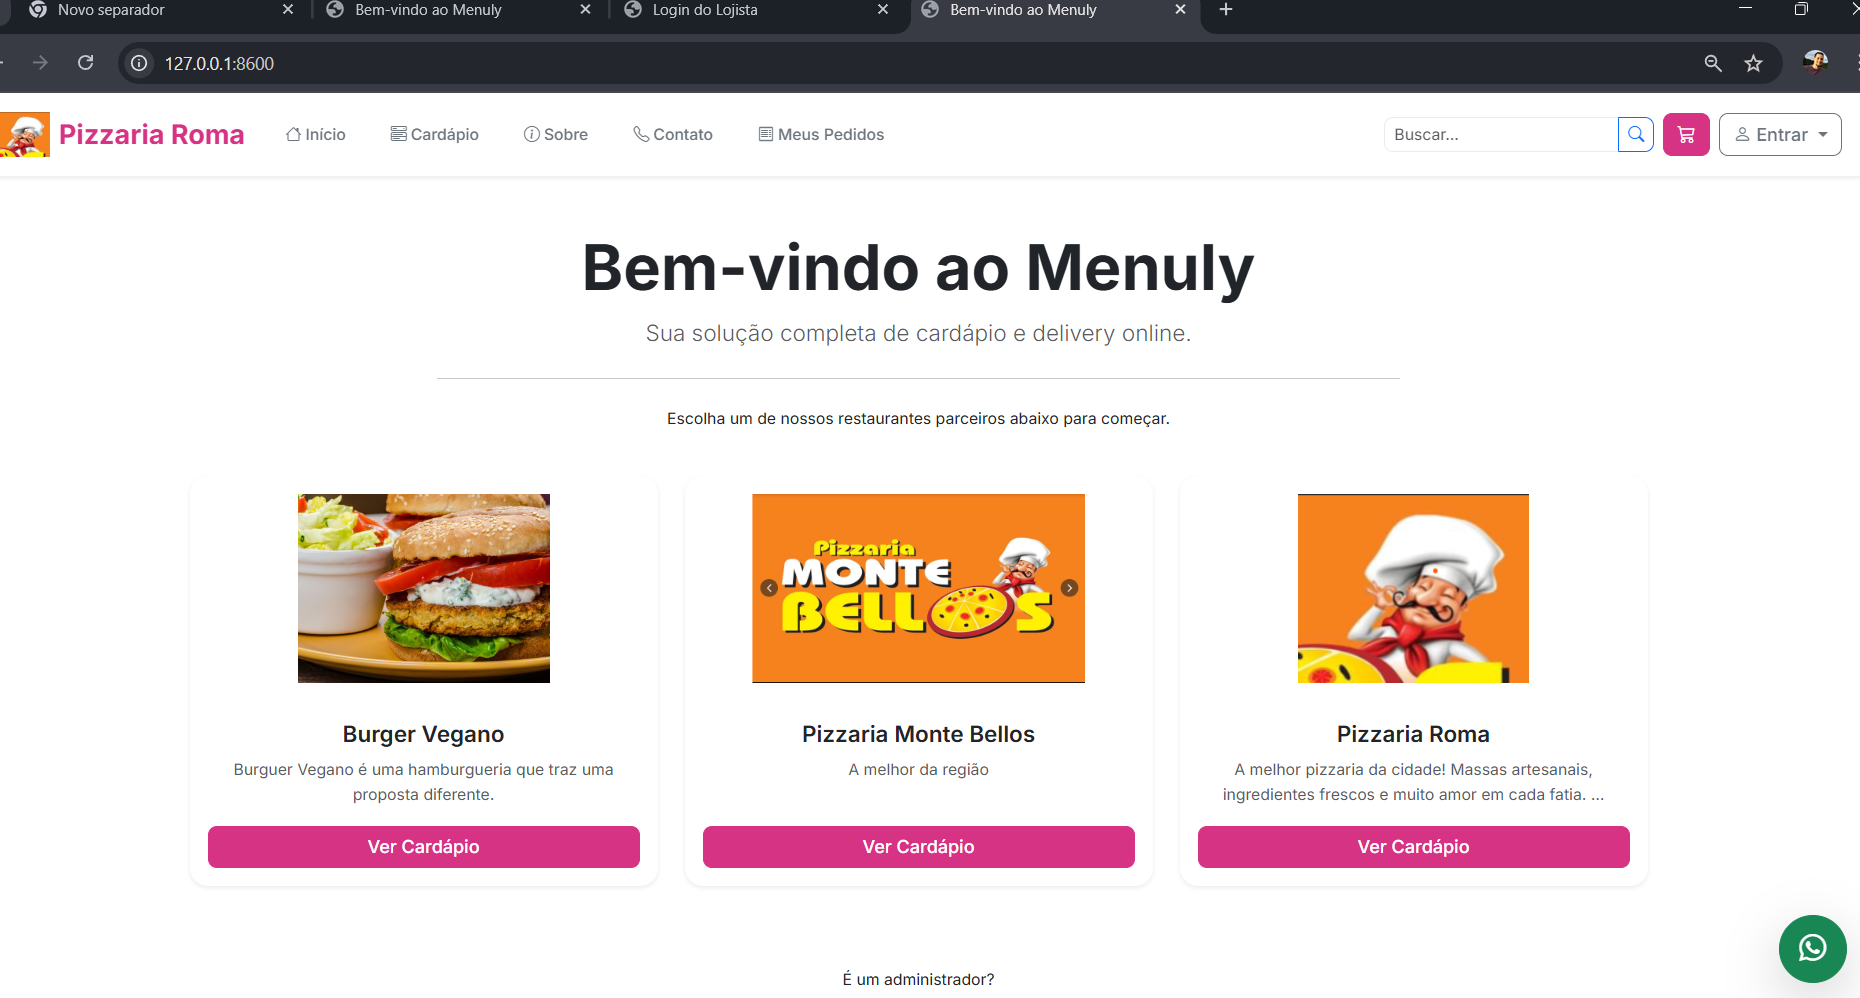 Novo separador
Bem-vindo ao Menuly
Login do Lojista
Bem-vindo ao Menuly
127.0.0.1:8600
Pizzaria Roma
Início
Cardápio
Sobre
Contato
Meus Pedidos
Buscar...
Entrar
Bem-vindo ao Menuly
Sua solução completa de cardápio e delivery online.
Escolha um de nossos restaurantes parceiros abaixo para começar.
Pizzaria
MONTE
BELLOS
Burger Vegano
Burguer Vegano é uma hamburgueria que traz uma
proposta diferente.
Ver Cardápio
Pizzaria Monte Bellos
A melhor da região
Ver Cardápio
Pizzaria Roma
A melhor pizzaria da cidade! Massas artesanais,
ingredientes frescos e muito amor em cada fatia. ...
Ver Cardápio
É um administrador?